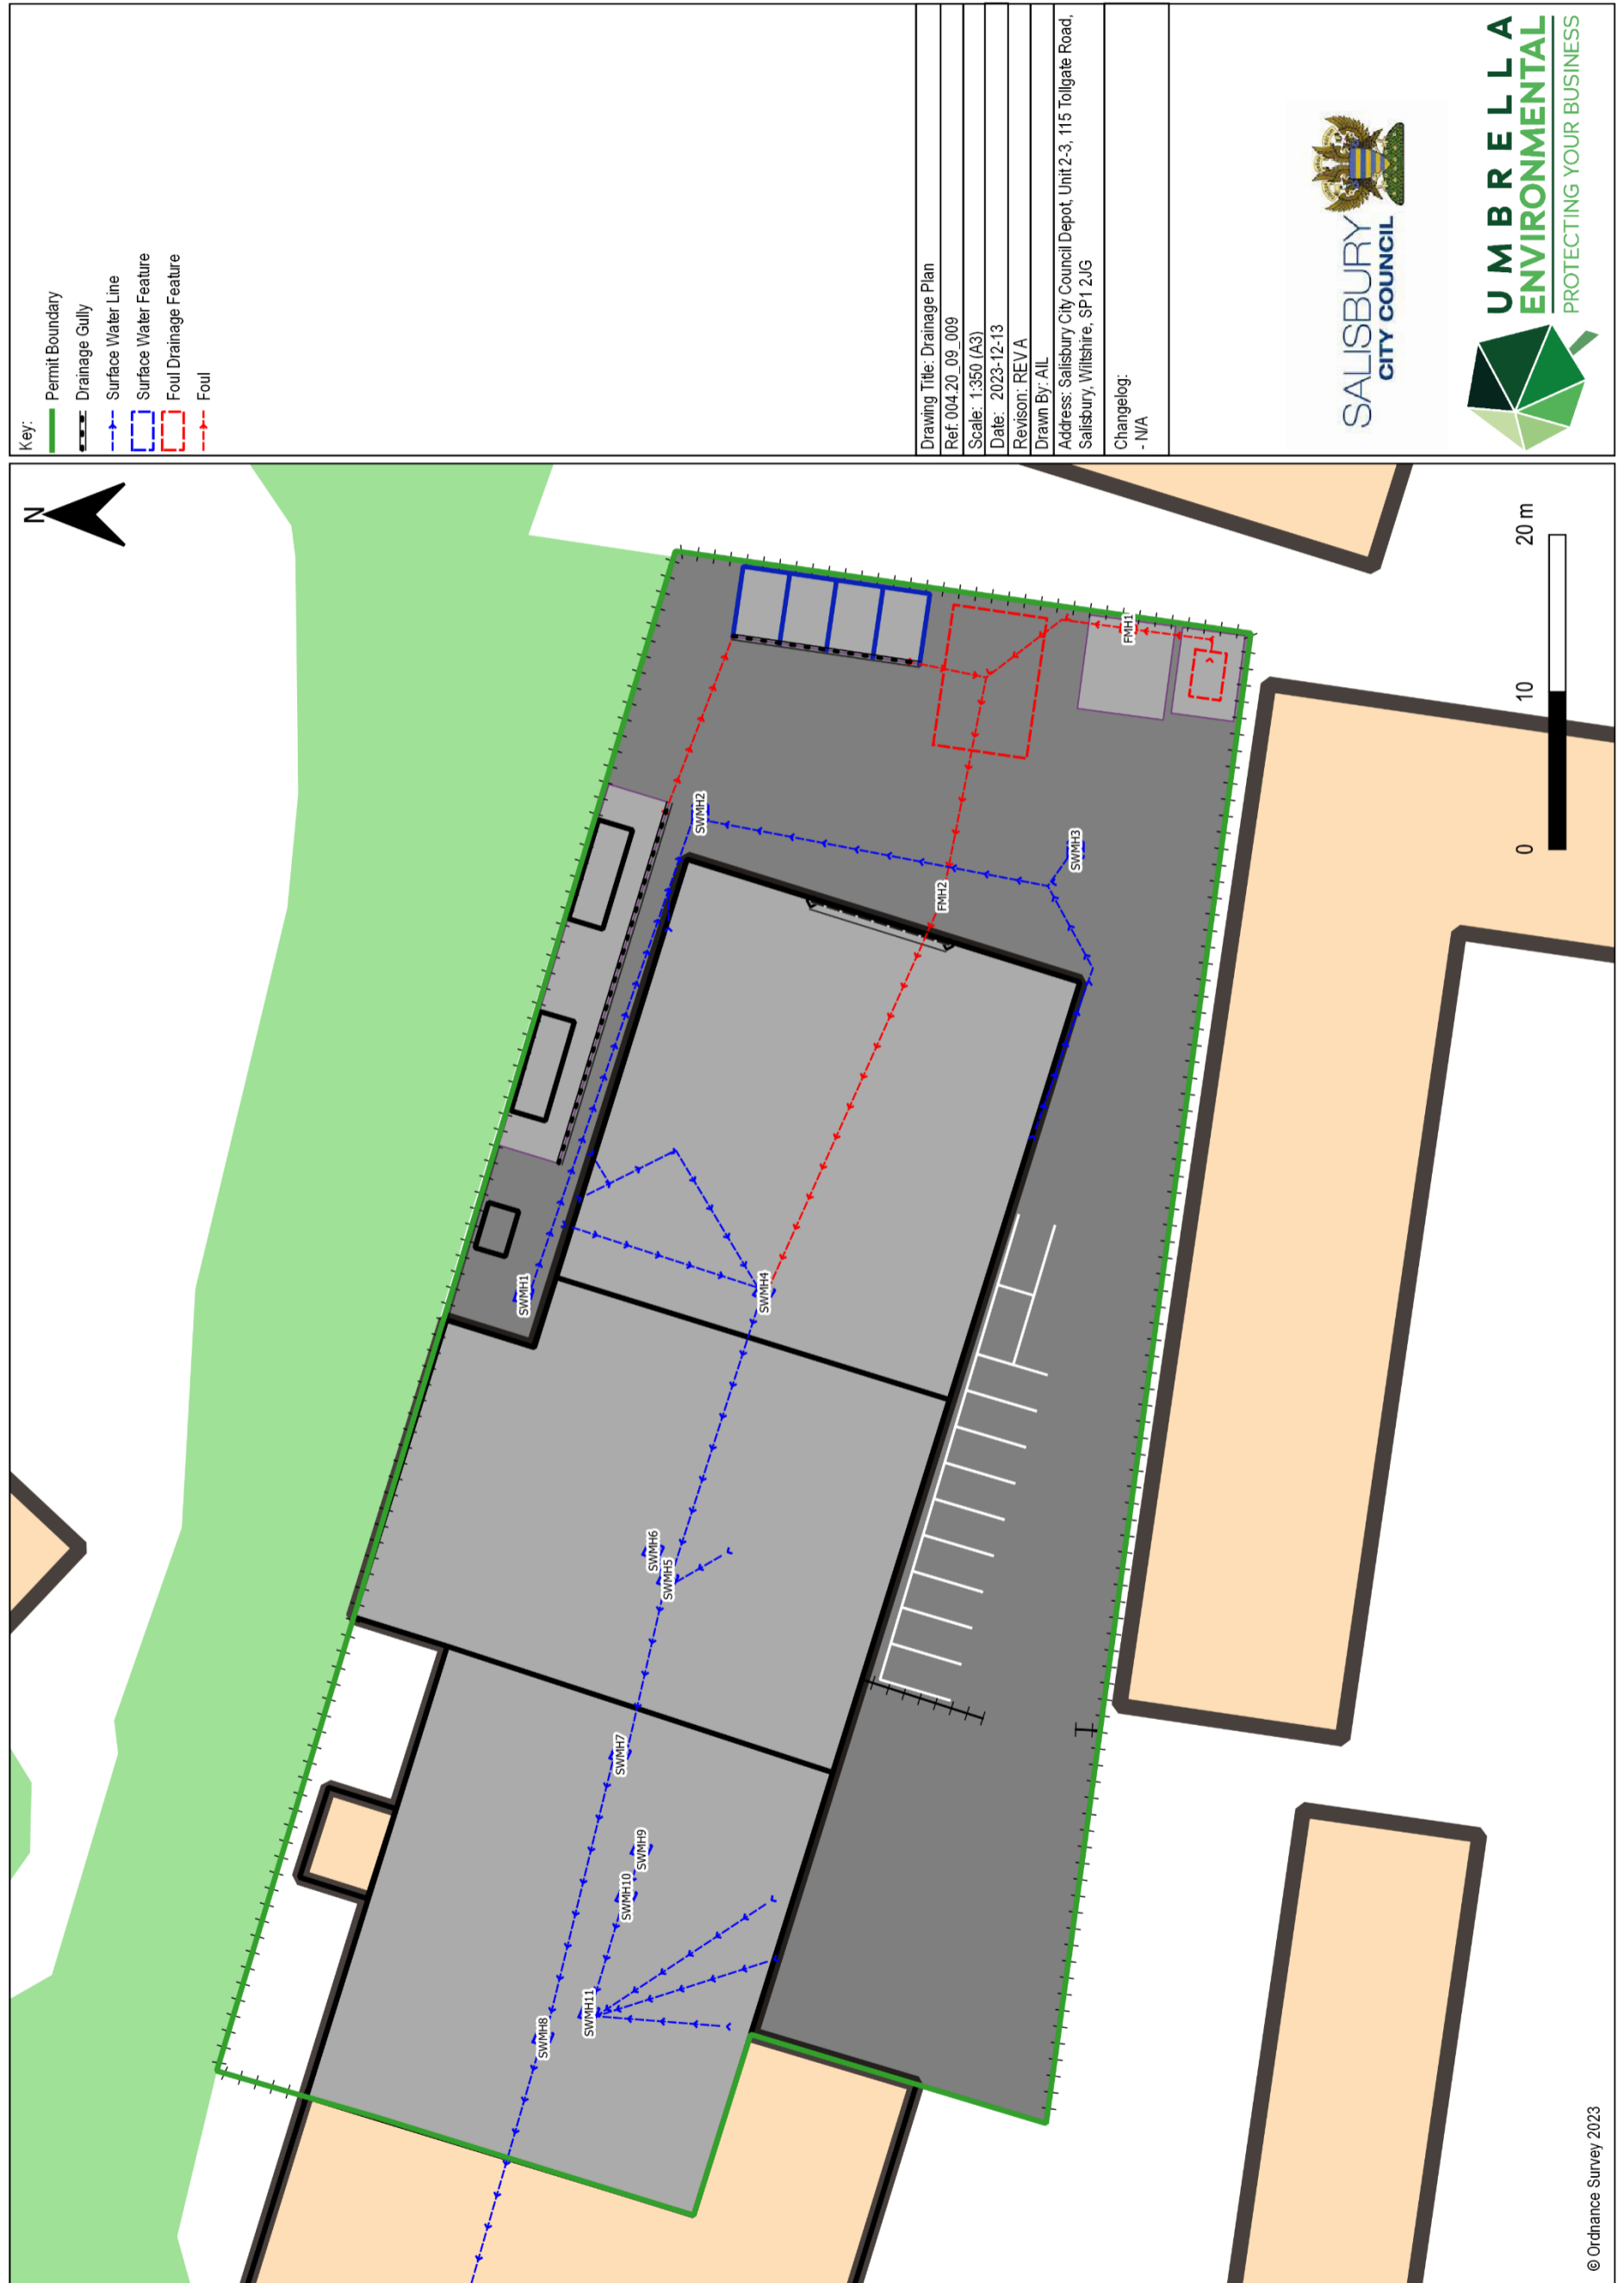 Key:
Permit Boundary
Drainage Gully
Surface Water Line
Surface Water Feature
Foul Drainage Feature
Foul
Drawing Title: Drainage Plan
Ref: 004.20_09_009
Scale: 1:350 (A3)
Date: 2023-12-13
Revison: REV A
Drawn By: AIL
Address: Salisbury City Council Depot, Unit 2-3, 115 Tollgate Road,
Salisbury, Wiltshire, SP1 2JG
Changelog:
- N/A
SALISBURY
CITY COUNCIL
UMBRELLA
ENVIRONMENTAL
PROTECTING YOUR BUSINESS
N
SWMH8
SWMH11
SWMH10
SWMH9
SWMH7
SWMH5
SWMH6
SWMH1
SWMH4
SWMH2
SWMH3
FMH2
FMH1
0 10 20 m
© Ordnance Survey 2023